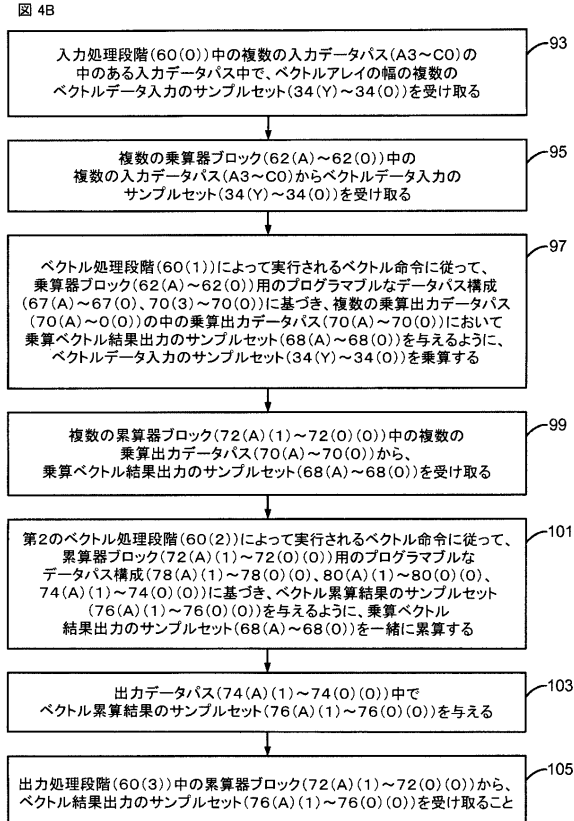 図 4B
93
入力処理段階(60(0))中の複数の入力データパス(A3～C0)の
中のある入力データパス中で、ベクトルアレイの幅の複数の
ベクトルデータ入力のサンプルセット(34(Y)～34(0))を受け取る
95
複数の乗算器ブロック(62(A)～62(0))中の
複数の入力データパス(A3～C0)からベクトルデータ入力の
サンプルセット(34(Y)～34(0))を受け取る
97
ベクトル処理段階(60(1))によって実行されるベクトル命令に従って、
乗算器ブロック(62(A)～62(0))用のプログラマブルなデータパス構成
(67(A)～67(0)、70(3)～70(0))に基づき、複数の乗算出力データパス
(70(A)～0(0))の中の乗算出力データパス(70(A)～70(0))において
乗算ベクトル結果出力のサンプルセット(68(A)～68(0))を与えるように、
ベクトルデータ入力のサンプルセット(34(Y)～34(0))を乗算する
99
複数の累算器ブロック(72(A)(1)～72(0)(0))中の複数の
乗算出力データパス(70(A)～70(0))から、
乗算ベクトル結果出力のサンプルセット(68(A)～68(0))を受け取る
101
第2のベクトル処理段階(60(2))によって実行されるベクトル命令に従って、
累算器ブロック(72(A)(1)～72(0)(0))用のプログラマブルな
データパス構成(78(A)(1)～78(0)(0)、80(A)(1)～80(0)(0)、
74(A)(1)～74(0)(0))に基づき、ベクトル累算結果のサンプルセット
(76(A)(1)～76(0)(0))を与えるように、乗算ベクトル
結果出力のサンプルセット(68(A)～68(0))を一緒に累算する
103
出力データパス(74(A)(1)～74(0)(0))中で
ベクトル累算結果のサンプルセット(76(A)(1)～76(0)(0))を与える
105
出力処理段階(60(3))中の累算器ブロック(72(A)(1)～72(0)(0))から、
ベクトル結果出力のサンプルセット(76(A)(1)～76(0)(0))を受け取ること